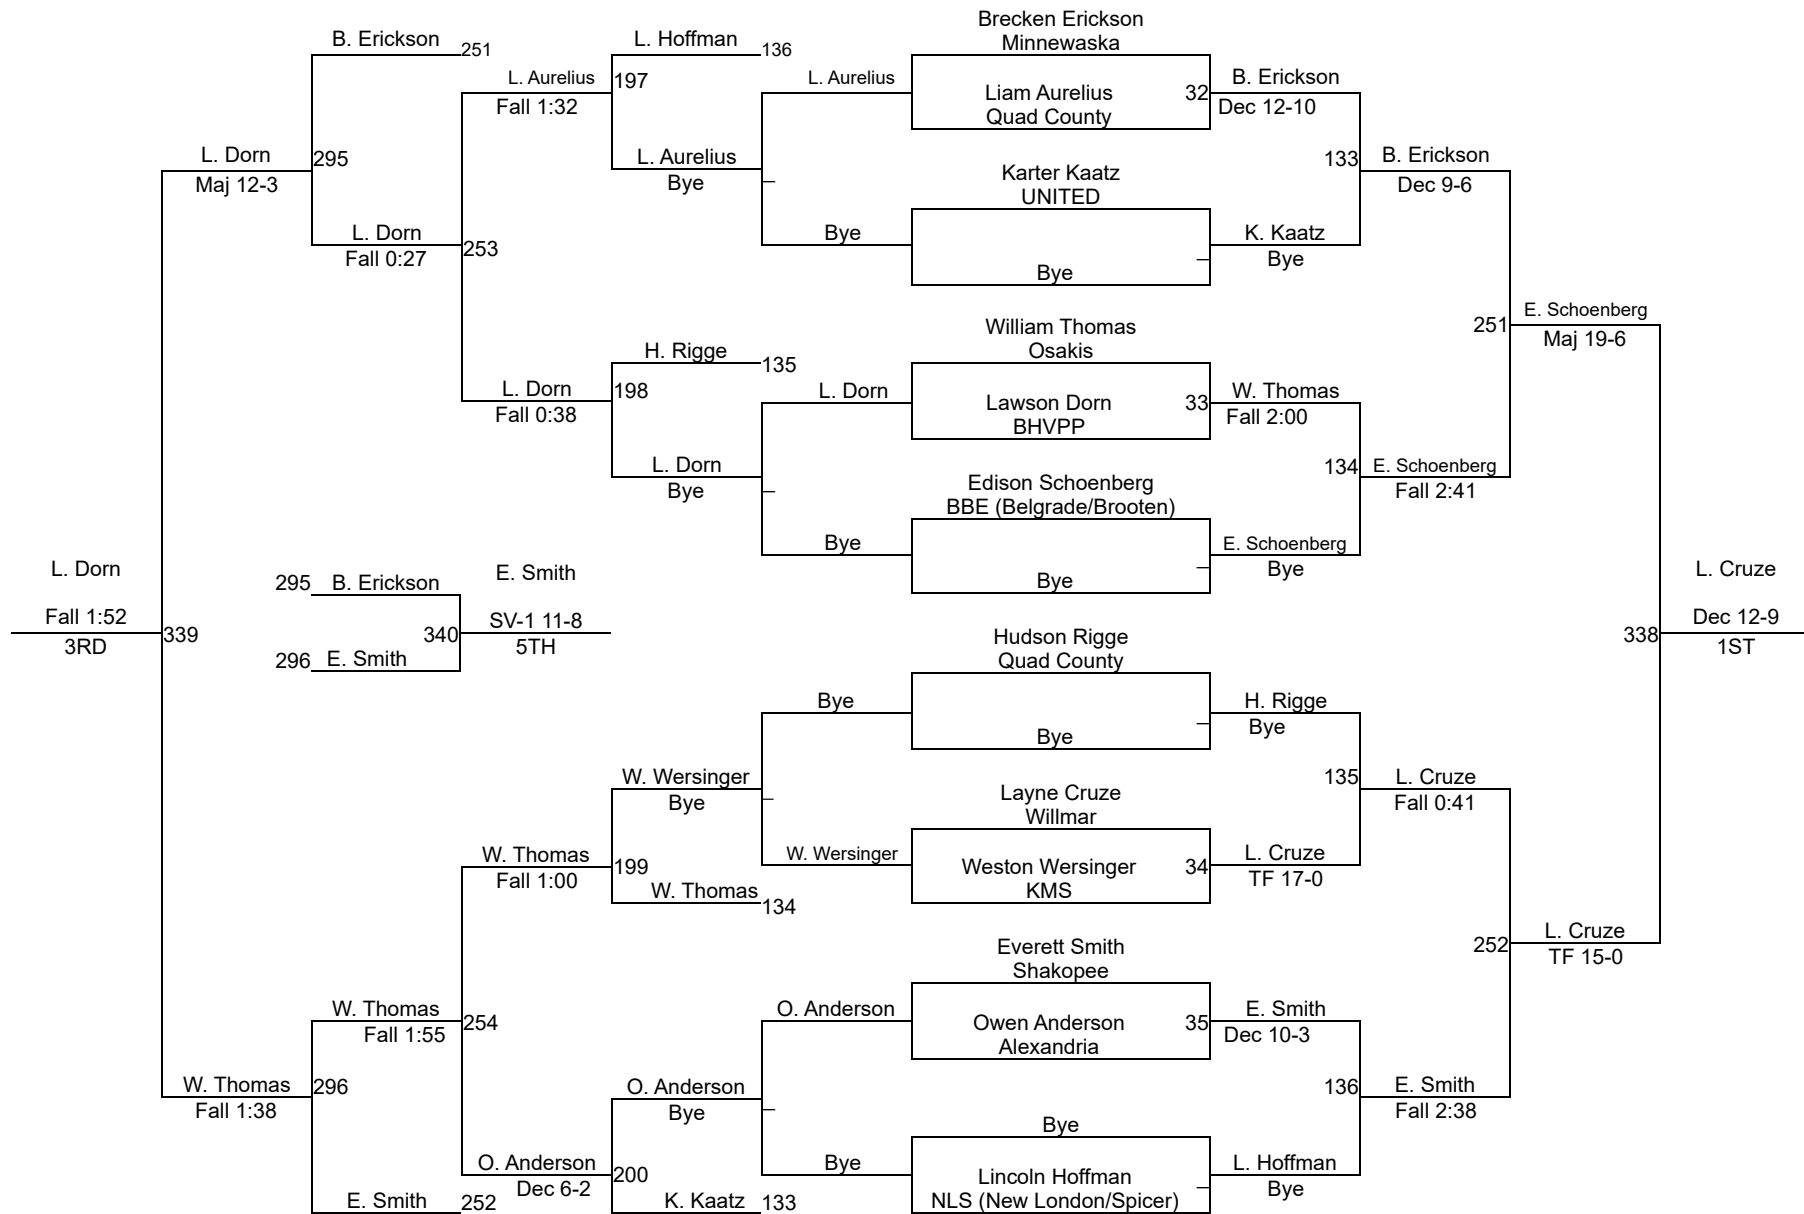 Brecken Erickson
Minnewaska
B. Erickson
251
L. Hoffman
136
L. Aurelius
Fall 1:32
197
L. Aurelius
Liam Aurelius
Quad County
32
B. Erickson
Dec 12-10
L. Dorn
Maj 12-3
295
L. Aurelius
Bye
Karter Kaatz
UNITED
133
B. Erickson
Dec 9-6
L. Dorn
Fall 0:27
253
Bye
Bye
K. Kaatz
Bye
William Thomas
Osakis
251
E. Schoenberg
Maj 19-6
H. Rigge
135
L. Dorn
Fall 0:38
198
L. Dorn
Lawson Dorn
BHVPP
33
W. Thomas
Fall 2:00
L. Dorn
Bye
Edison Schoenberg
BBE (Belgrade/Brooten)
134
E. Schoenberg
Fall 2:41
Bye
Bye
E. Schoenberg
Bye
L. Dorn
Fall 1:52
3RD
339
295
B. Erickson
296
E. Smith
340
E. Smith
SV-1 11-8
5TH
Hudson Rigge
Quad County
338
L. Cruze
Dec 12-9
1ST
Bye
Bye
H. Rigge
Bye
W. Wersinger
Bye
Layne Cruze
Willmar
135
L. Cruze
Fall 0:41
W. Thomas
Fall 1:00
199
W. Wersinger
Weston Wersinger
KMS
34
L. Cruze
TF 17-0
W. Thomas
134
Everett Smith
Shakopee
252
L. Cruze
TF 15-0
W. Thomas
Fall 1:55
254
O. Anderson
Owen Anderson
Alexandria
35
E. Smith
Dec 10-3
W. Thomas
Fall 1:38
296
O. Anderson
Bye
136
E. Smith
Fall 2:38
Bye
O. Anderson
Dec 6-2
200
Bye
Lincoln Hoffman
NLS (New London/Spicer)
L. Hoffman
Bye
E. Smith
252
K. Kaatz
133